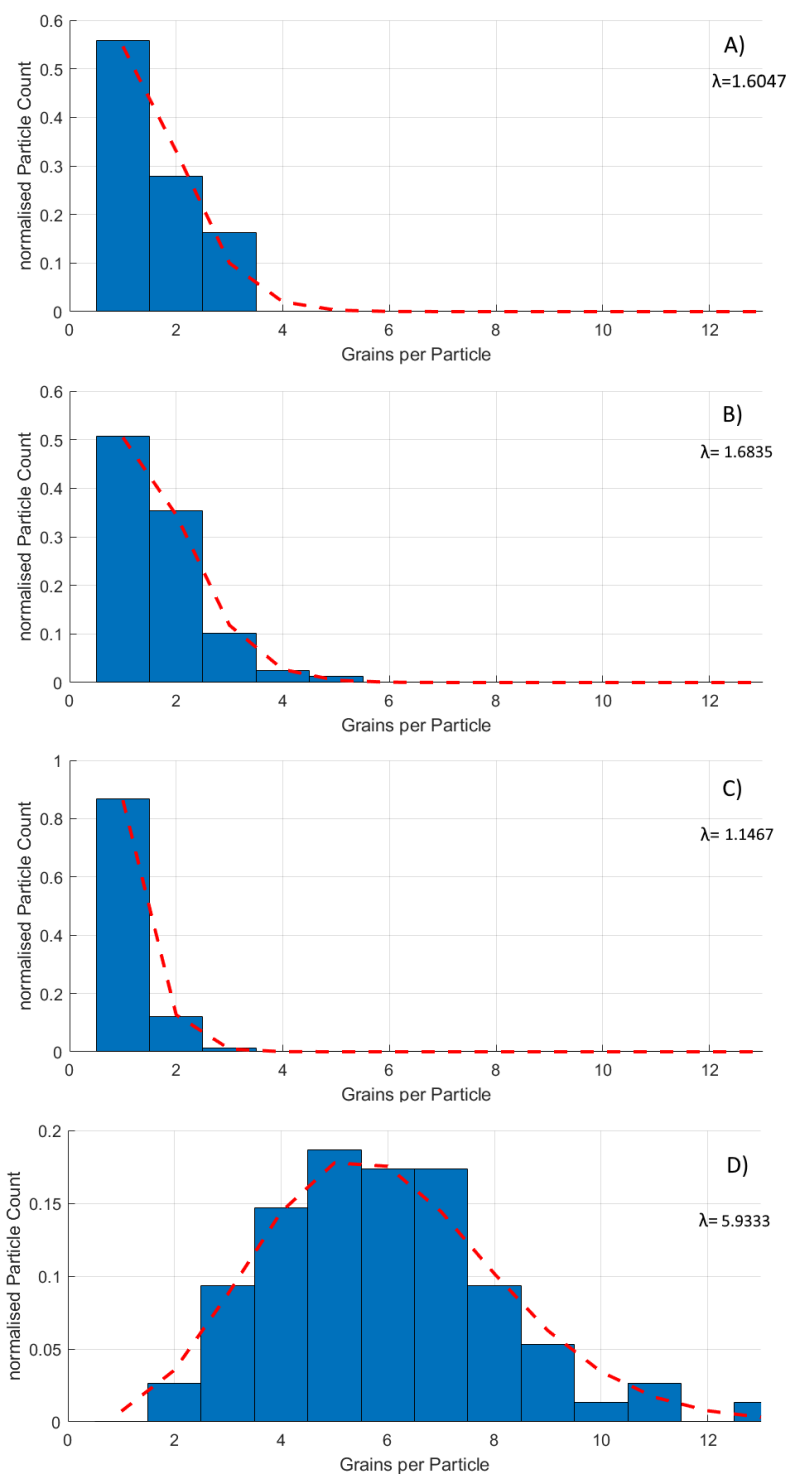 0.6
A)
λ=1.6047
0.5
0.4
0.3
0.2
0.1
0
normalised Particle Count
0 2 4 6 8 10 12
Grains per Particle
0.6
B)
λ= 1.6835
0.5
0.4
0.3
0.2
0.1
0
normalised Particle Count
0 2 4 6 8 10 12
Grains per Particle
1
C)
λ= 1.1467
0.8
0.6
0.4
0.2
0
normalised Particle Count
0 2 4 6 8 10 12
Grains per Particle
0.2
D)
λ= 5.9333
0.15
0.1
0.05
0
normalised Particle Count
0 2 4 6 8 10 12
Grains per Particle